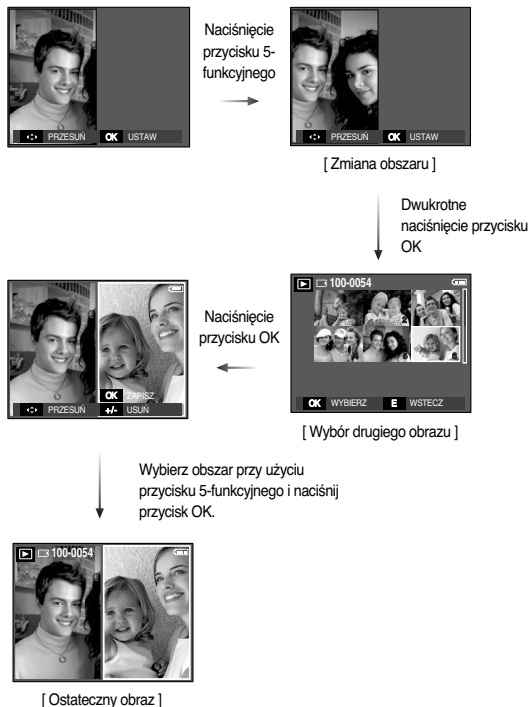 Naciśnięcie
przycisku 5-
funkcyjnego
PRZESUŃ OK USTAW
PRZESUŃ OK USTAW
[ Zmiana obszaru ]
Dwukrotne
naciśnięcie przycisku
OK
100-0054
OK WYBIERZ E WSTECZ
[ Wybór drugiego obrazu ]
Naciśnięcie
przycisku OK
OK ZAPISZ
PRZESUŃ +/- USUŃ
Wybierz obszar przy użyciu
przycisku 5-funkcyjnego i naciśnij
przycisk OK.
100-0054
[ Ostateczny obraz ]